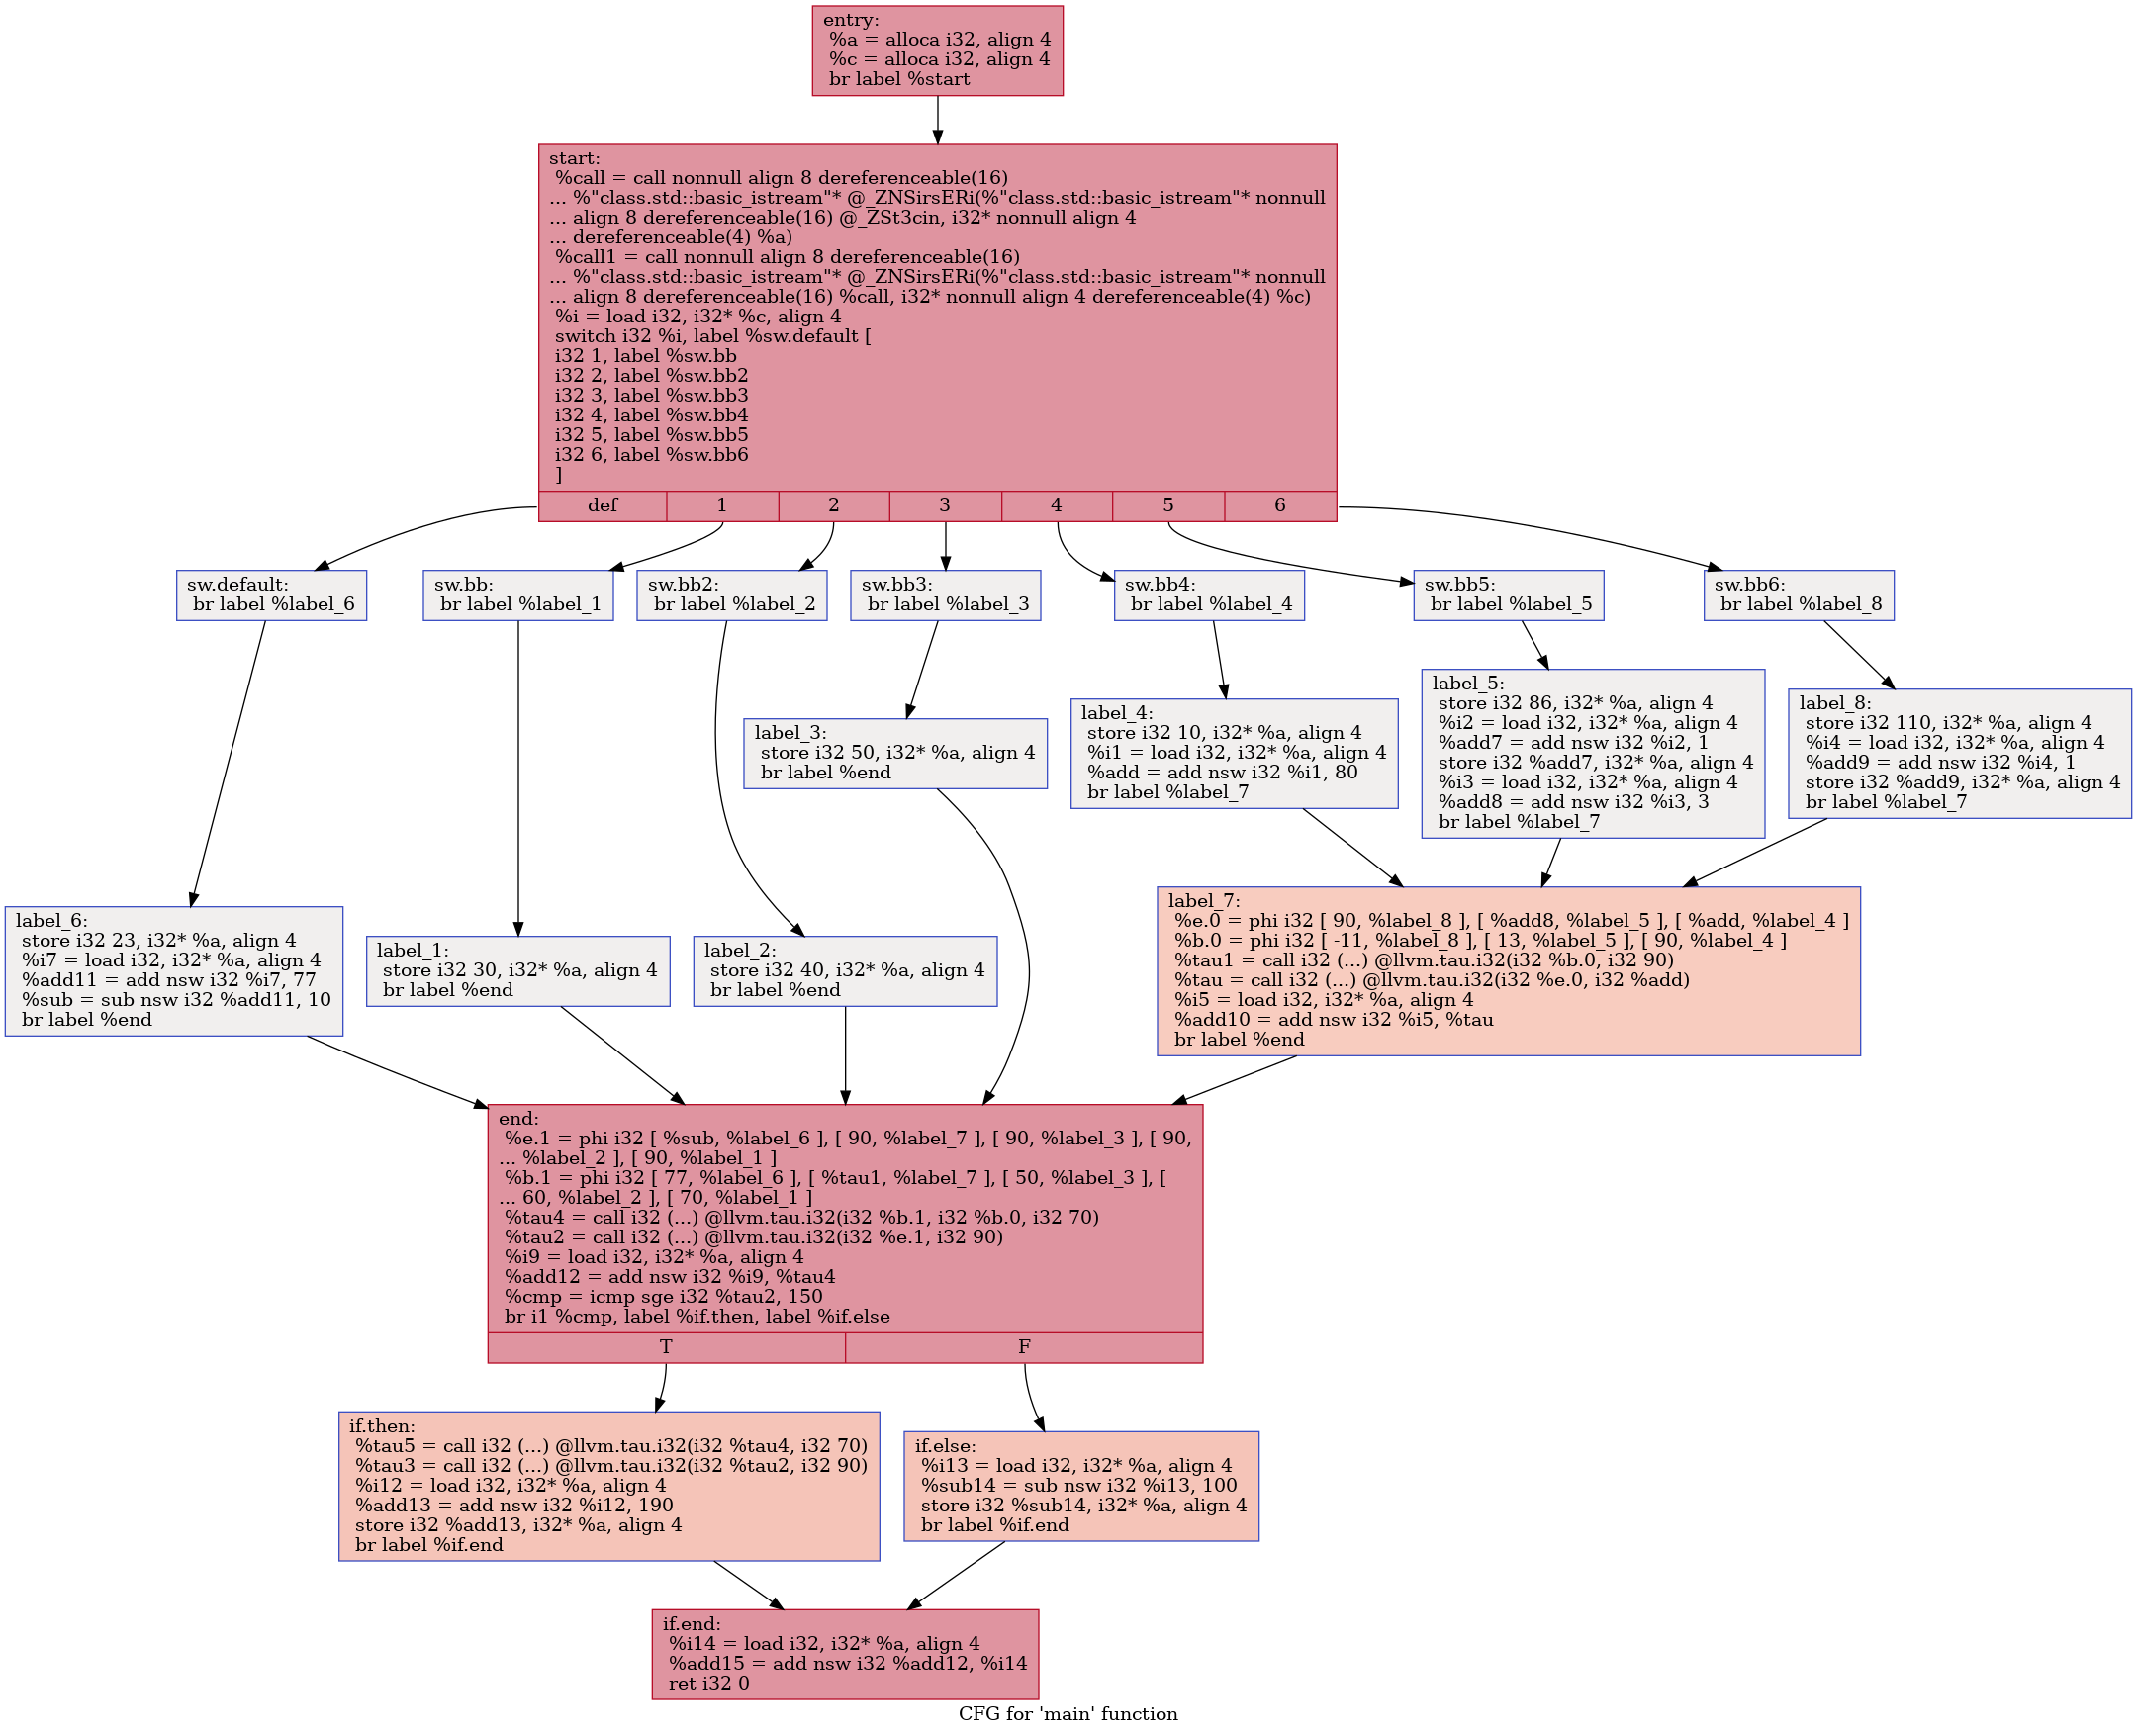 entry:
%a = alloca i32, align 4
%c = alloca i32, align 4
br label %start
start:
%call = call nonnull align 8 dereferenceable(16)
... %"class.std::basic_istream"* @_ZNSirsERi(%"class.std::basic_istream"* nonnull
... align 8 dereferenceable(16) @_ZSt3cin, i32* nonnull align 4
... dereferenceable(4) %a)
%call1 = call nonnull align 8 dereferenceable(16)
... %"class.std::basic_istream"* @_ZNSirsERi(%"class.std::basic_istream"* nonnull
... align 8 dereferenceable(16) %call, i32* nonnull align 4 dereferenceable(4) %c)
%i = load i32, i32* %c, align 4
switch i32 %i, label %sw.default [
i32 1, label %sw.bb
i32 2, label %sw.bb2
i32 3, label %sw.bb3
i32 4, label %sw.bb4
i32 5, label %sw.bb5
i32 6, label %sw.bb6
]
def 1 2 3 4 5 6
sw.default:
br label %label_6
sw.bb:
br label %label_1
sw.bb2:
br label %label_2
sw.bb3:
br label %label_3
sw.bb4:
br label %label_4
sw.bb5:
br label %label_5
sw.bb6:
br label %label_8
label_3:
store i32 50, i32* %a, align 4
br label %end
label_4:
store i32 10, i32* %a, align 4
%i1 = load i32, i32* %a, align 4
%add = add nsw i32 %i1, 80
br label %label_7
label_5:
store i32 86, i32* %a, align 4
%i2 = load i32, i32* %a, align 4
%add7 = add nsw i32 %i2, 1
store i32 %add7, i32* %a, align 4
%i3 = load i32, i32* %a, align 4
%add8 = add nsw i32 %i3, 3
br label %label_7
label_8:
store i32 110, i32* %a, align 4
%i4 = load i32, i32* %a, align 4
%add9 = add nsw i32 %i4, 1
store i32 %add9, i32* %a, align 4
br label %label_7
label_6:
store i32 23, i32* %a, align 4
%i7 = load i32, i32* %a, align 4
%add11 = add nsw i32 %i7, 77
%sub = sub nsw i32 %add11, 10
br label %end
label_1:
store i32 30, i32* %a, align 4
br label %end
label_2:
store i32 40, i32* %a, align 4
br label %end
label_7:
%e.0 = phi i32 [ 90, %label_8 ], [ %add8, %label_5 ], [ %add, %label_4 ]
%b.0 = phi i32 [ -11, %label_8 ], [ 13, %label_5 ], [ 90, %label_4 ]
%tau1 = call i32 (...) @llvm.tau.i32(i32 %b.0, i32 90)
%tau = call i32 (...) @llvm.tau.i32(i32 %e.0, i32 %add)
%i5 = load i32, i32* %a, align 4
%add10 = add nsw i32 %i5, %tau
br label %end
end:
%e.1 = phi i32 [ %sub, %label_6 ], [ 90, %label_7 ], [ 90, %label_3 ], [ 90,
... %label_2 ], [ 90, %label_1 ]
%b.1 = phi i32 [ 77, %label_6 ], [ %tau1, %label_7 ], [ 50, %label_3 ], [
... 60, %label_2 ], [ 70, %label_1 ]
%tau4 = call i32 (...) @llvm.tau.i32(i32 %b.1, i32 %b.0, i32 70)
%tau2 = call i32 (...) @llvm.tau.i32(i32 %e.1, i32 90)
%i9 = load i32, i32* %a, align 4
%add12 = add nsw i32 %i9, %tau4
%cmp = icmp sge i32 %tau2, 150
br i1 %cmp, label %if.then, label %if.else
T F
if.then:
%tau5 = call i32 (...) @llvm.tau.i32(i32 %tau4, i32 70)
%tau3 = call i32 (...) @llvm.tau.i32(i32 %tau2, i32 90)
%i12 = load i32, i32* %a, align 4
%add13 = add nsw i32 %i12, 190
store i32 %add13, i32* %a, align 4
br label %if.end
if.else:
%i13 = load i32, i32* %a, align 4
%sub14 = sub nsw i32 %i13, 100
store i32 %sub14, i32* %a, align 4
br label %if.end
if.end:
%i14 = load i32, i32* %a, align 4
%add15 = add nsw i32 %add12, %i14
ret i32 0
CFG for 'main' function